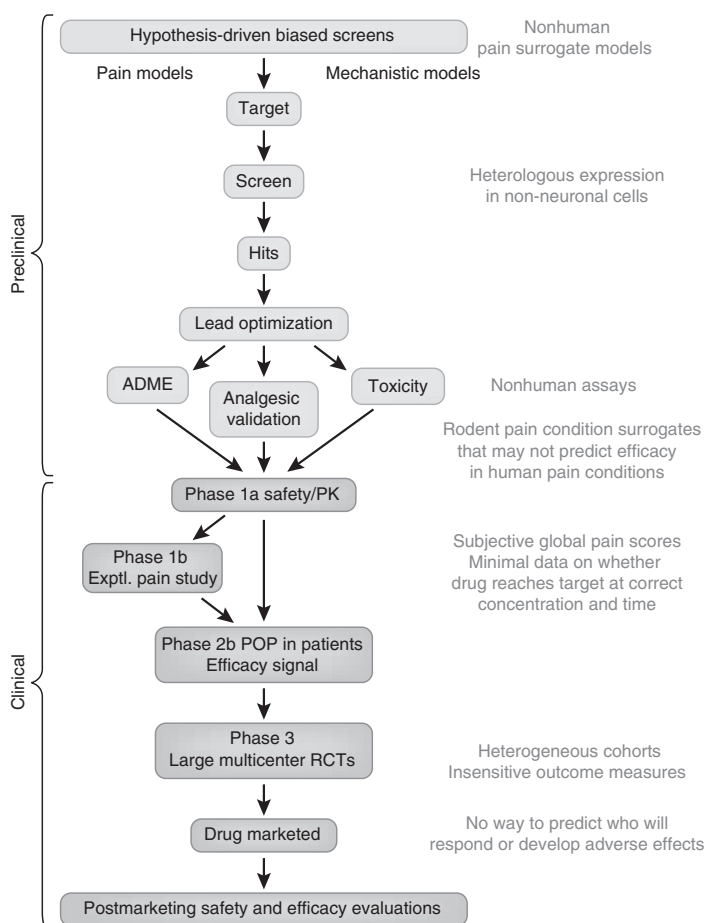 Hypothesis-driven biased screens
Nonhuman
pain surrogate models
Pain models
Mechanistic models
Target
Screen
Heterologous expression
in non-neuronal cells
Hits
Lead optimization
ADME
Analgesic
validation
Toxicity
Nonhuman assays
Rodent pain condition surrogates
that may not predict efficacy
in human pain conditions
Preclinical
Phase 1a safety/PK
Phase 1b
Exptl. pain study
Subjective global pain scores
Minimal data on whether
drug reaches target at correct
concentration and time
Phase 2b POP in patients
Efficacy signal
Clinical
Phase 3
Large multicenter RCTs
Heterogeneous cohorts
Insensitive outcome measures
Drug marketed
No way to predict who will
respond or develop adverse effects
Postmarketing safety and efficacy evaluations